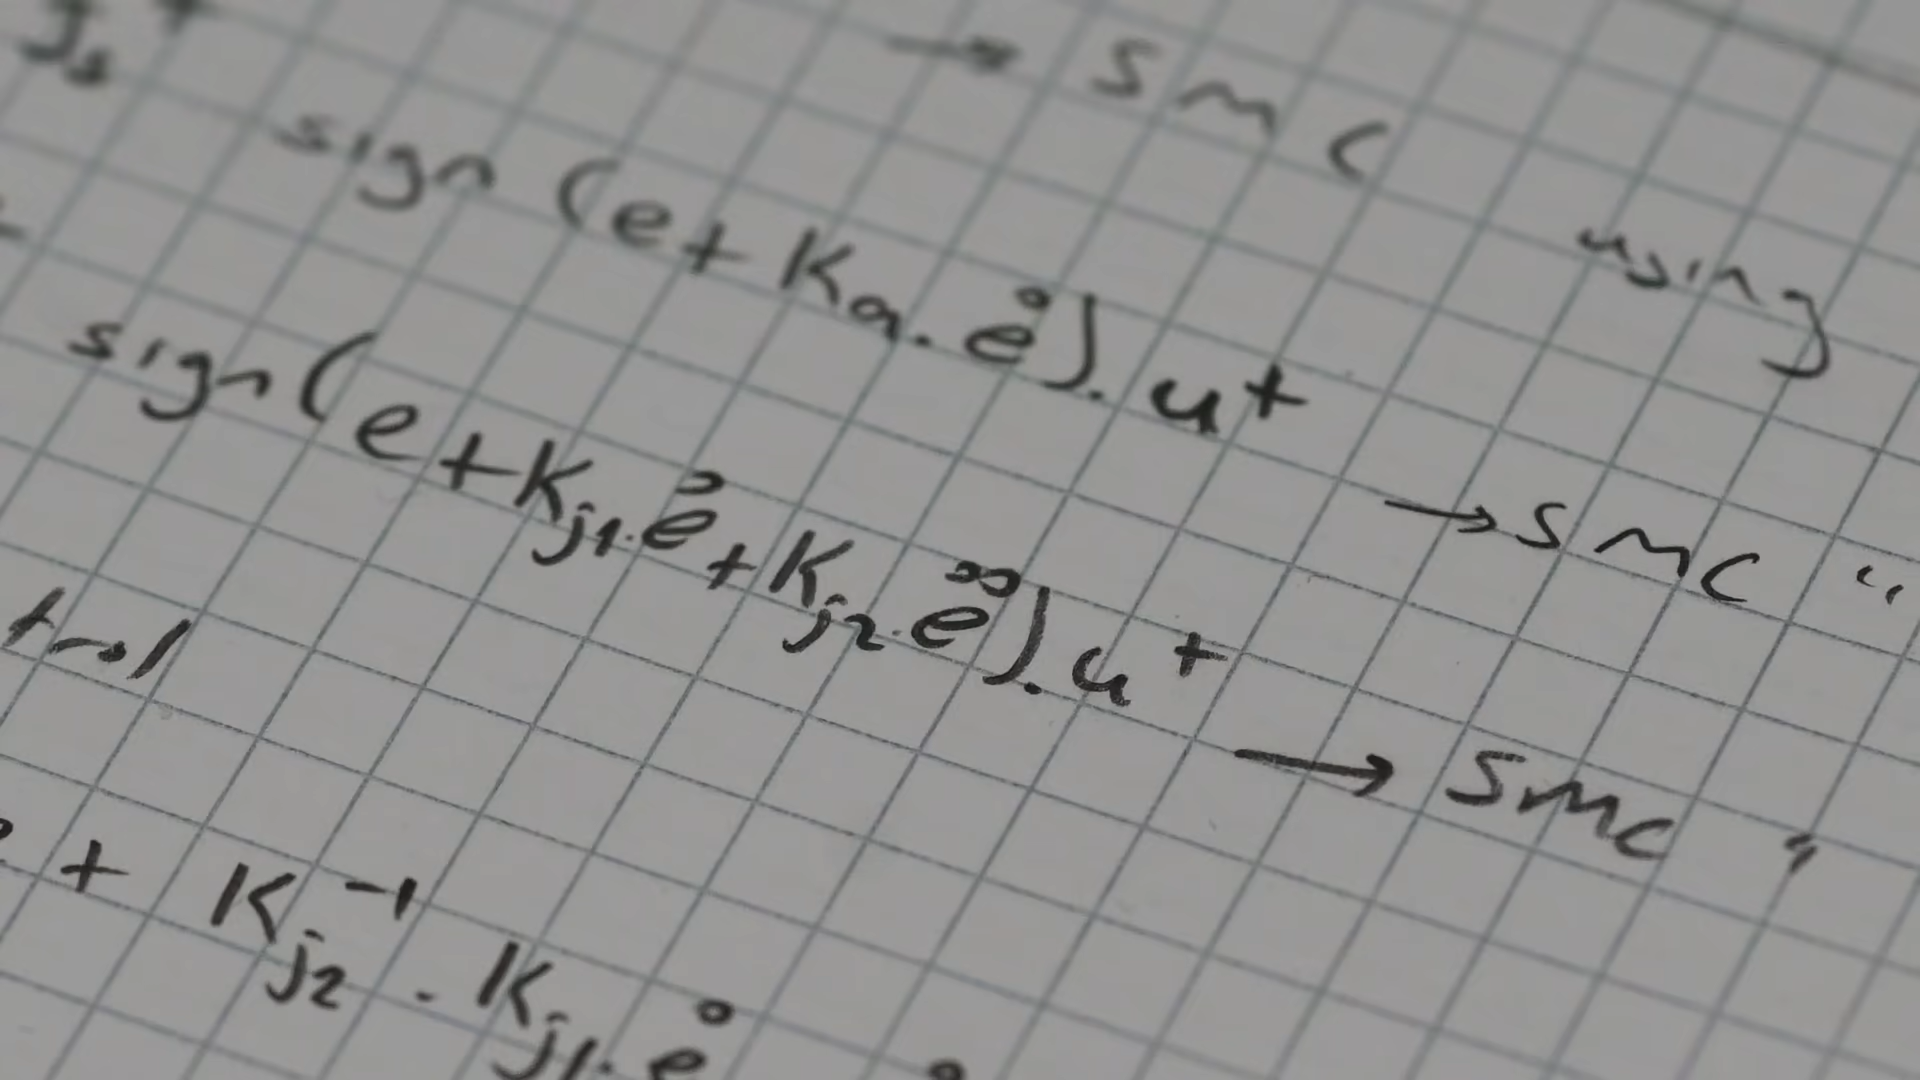 → SMC using
sign (e + Ka . ė) . u⁺ → SMC "
sign (e + Kj1 . ė + Kj2 . ë) . u⁺ → SMC "
trol
+ Kj2⁻¹ . Kj1 . ė